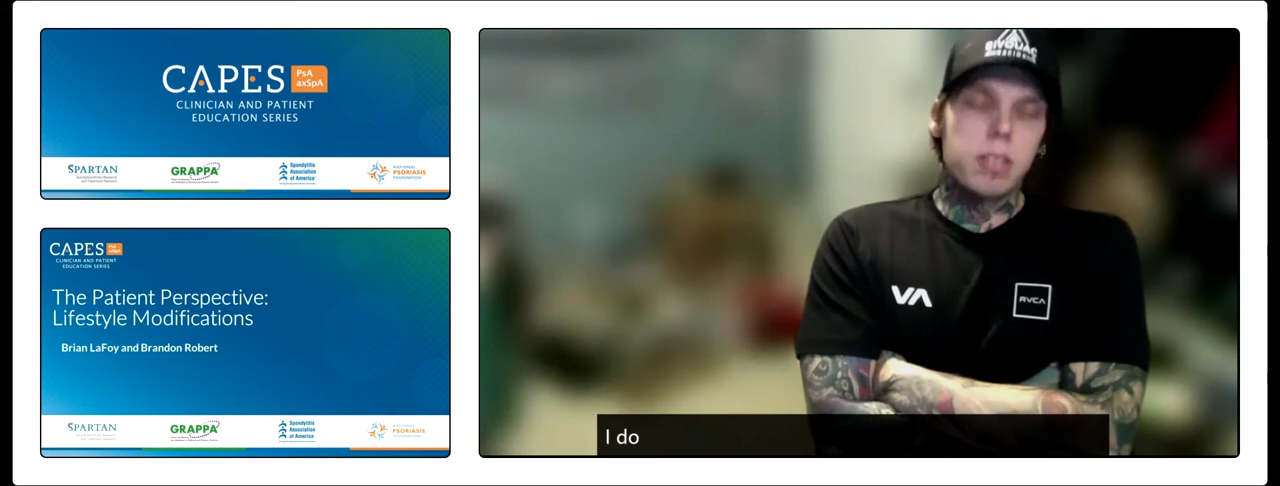 CAPES PsA axSpA
CLINICIAN AND PATIENT
EDUCATION SERIES
SPARTAN
GRAPPA
Spondylitis
Association
of America
NATIONAL
PSORIASIS
FOUNDATION
CAPES
CLINICIAN AND PATIENT
EDUCATION SERIES
The Patient Perspective:
Lifestyle Modifications
Brian LaFoy and Brandon Robert
SPARTAN
GRAPPA
Spondylitis
Association
of America
NATIONAL
PSORIASIS
FOUNDATION
BIVOUAC
VA
RVCA
I do